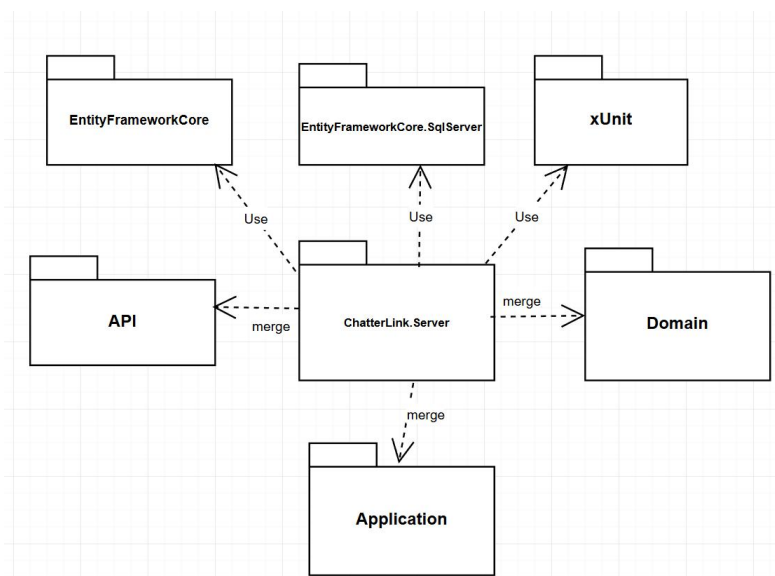 EntityFrameworkCore
EntityFrameworkCore.SqlServer
xUnit
Use
Use
Use
API
merge
ChatterLink.Server
merge
Domain
merge
Application